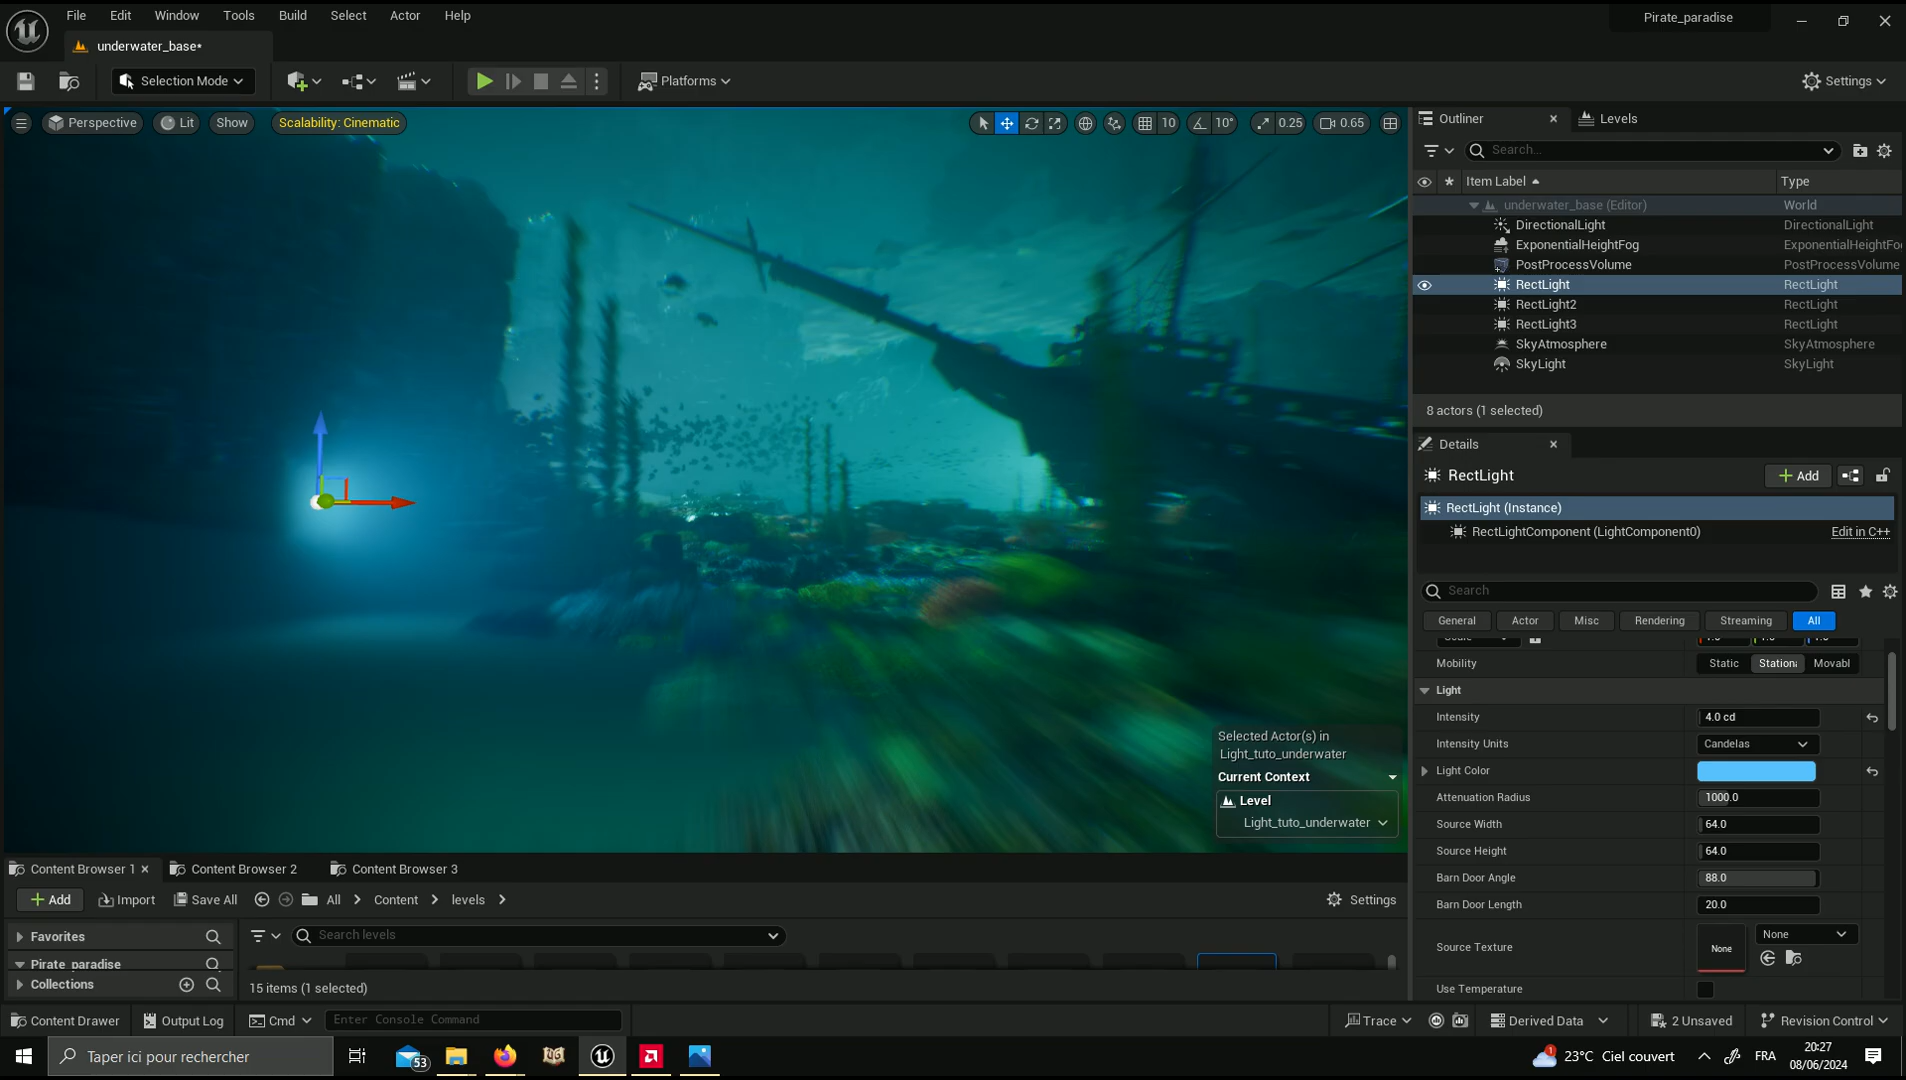 File Edit Window Tools Build Select Actor Help
Pirate_paradise
underwater_base*
Selection Mode
Platforms
Settings
Perspective Lit Show Scalability: Cinematic
10 10° 0.25 0.65
Outliner Levels
Search...
Item Label Type
underwater_base (Editor) World
DirectionalLight DirectionalLight
ExponentialHeightFog ExponentialHeightFo
PostProcessVolume PostProcessVolume
RectLight RectLight
RectLight2 RectLight
RectLight3 RectLight
SkyAtmosphere SkyAtmosphere
SkyLight SkyLight
8 actors (1 selected)
Details
RectLight
Add
RectLight (Instance)
RectLightComponent (LightComponent0) Edit in C++
Search
General Actor Misc Rendering Streaming All
Mobility Static Stationa Movabl
Light
Intensity 4.0 cd
Intensity Units Candelas
Light Color
Attenuation Radius 1000.0
Source Width 64.0
Source Height 64.0
Barn Door Angle 88.0
Barn Door Length 20.0
Source Texture None None
Use Temperature
Selected Actor(s) in
Light_tuto_underwater
Current Context
Level
Light_tuto_underwater
Content Browser 1 Content Browser 2 Content Browser 3
Add Import Save All All Content levels Settings
Favorites
Search levels
Pirate_paradise
Collections
15 items (1 selected)
Content Drawer Output Log Cmd Enter Console Command Trace Derived Data 2 Unsaved Revision Control
Taper ici pour rechercher
53
1
23°C Ciel couvert FRA
20:27
08/06/2024